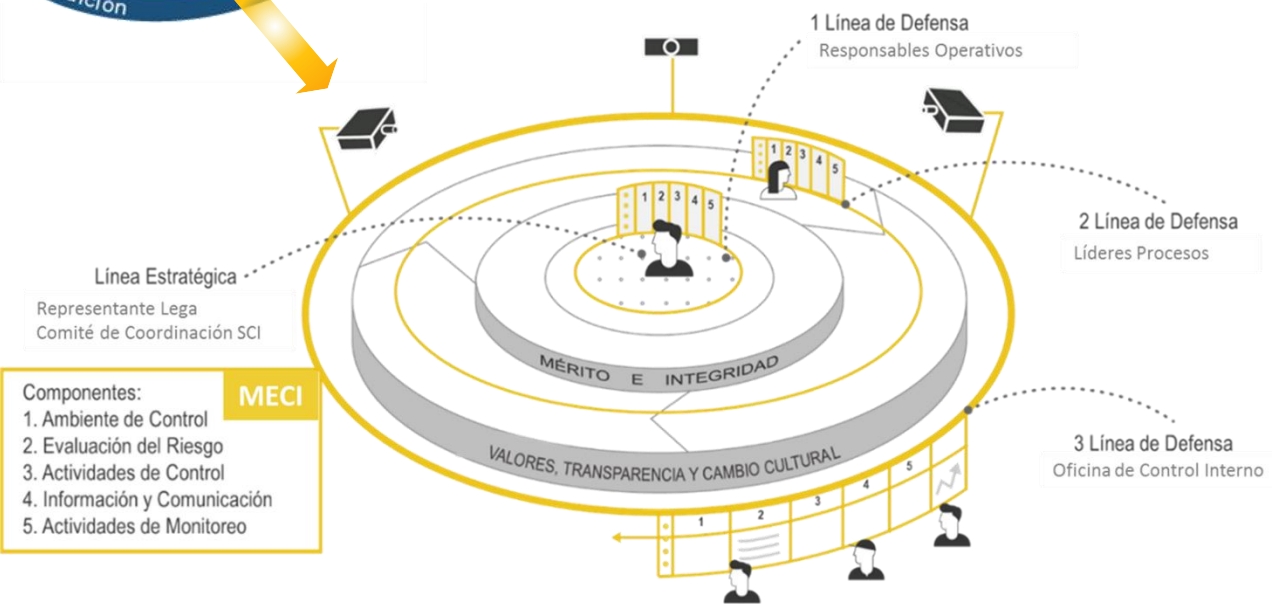 1 Línea de Defensa
Responsables Operativos
1 2 3 4 5
1 2 3 4 5
2 Línea de Defensa
Líderes Procesos
Línea Estratégica
Representante Lega
Comité de Coordinación SCI
MÉRITO E INTEGRIDAD
VALORES, TRANSPARENCIA Y CAMBIO CULTURAL
MECI
Componentes:
1. Ambiente de Control
2. Evaluación del Riesgo
3. Actividades de Control
4. Información y Comunicación
5. Actividades de Monitoreo
3 Línea de Defensa
Oficina de Control Interno
1 2 3 4 5